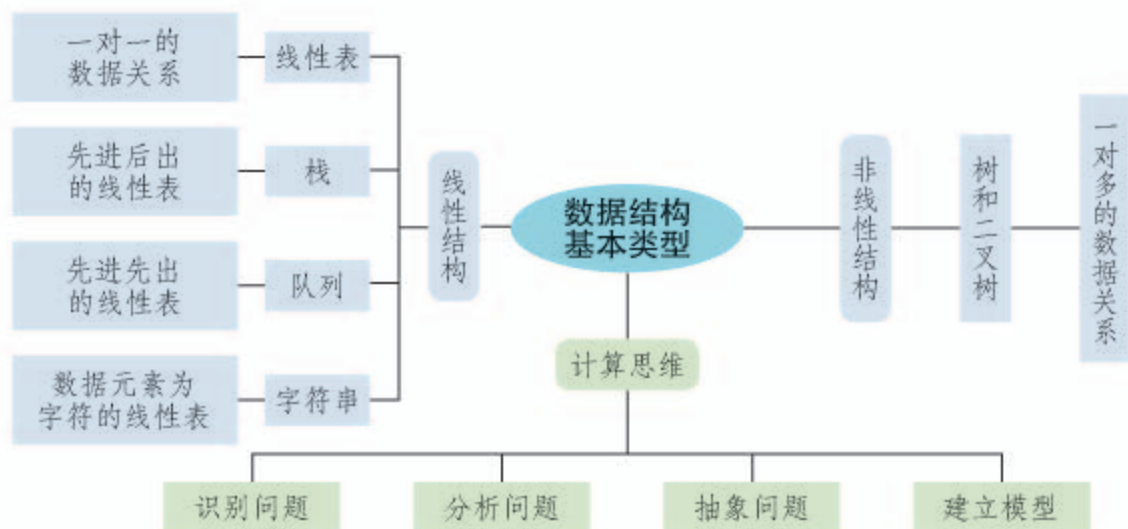 一对一的
数据关系
线性表
先进后出
的线性表
栈
先进先出
的线性表
队列
数据元素为
字符的线性表
字符串
线性结构
数据结构
基本类型
非线性结构
树和二叉树
一对多的数据关系
计算思维
识别问题
分析问题
抽象问题
建立模型